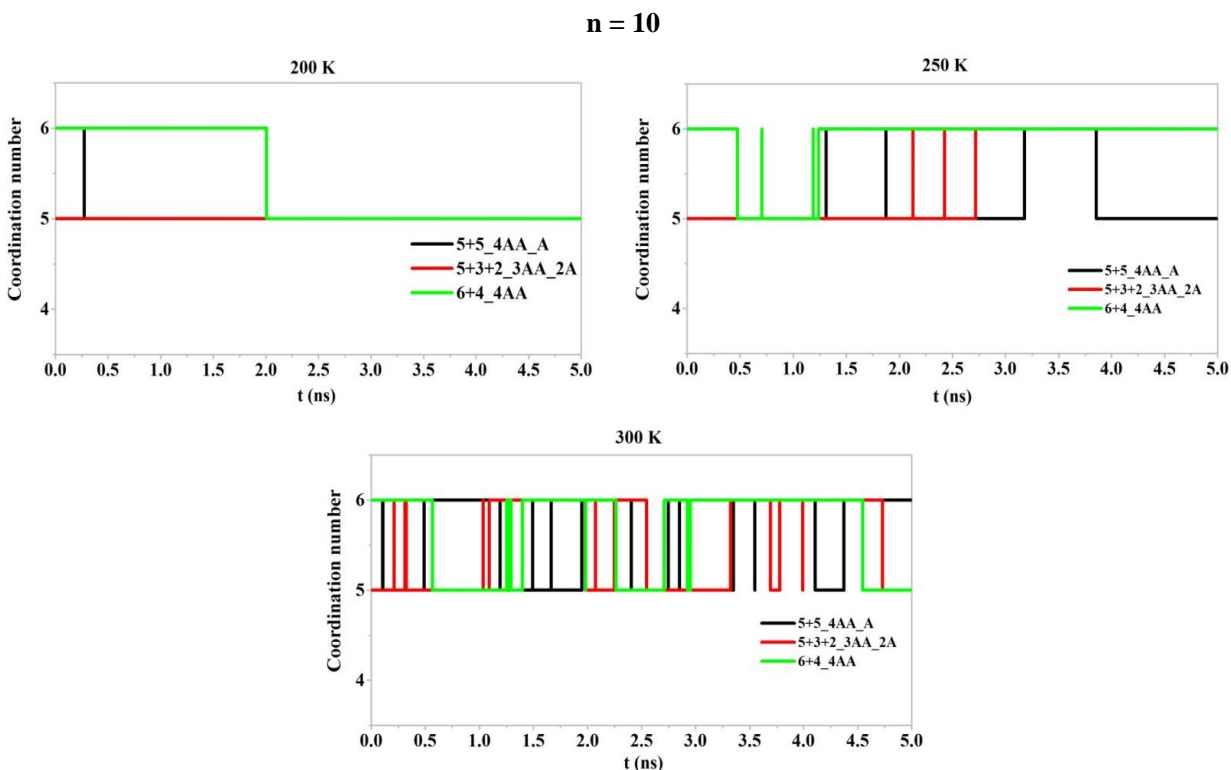 n = 10
200 K
Coordination number
6
5
4
0.0 0.5 1.0 1.5 2.0 2.5 3.0 3.5 4.0 4.5 5.0
t (ns)
5+5_4AA_A
5+3+2_3AA_2A
6+4_4AA
250 K
Coordination number
6
5
4
0.0 0.5 1.0 1.5 2.0 2.5 3.0 3.5 4.0 4.5 5.0
t (ns)
5+5_4AA_A
5+3+2_3AA_2A
6+4_4AA
300 K
Coordination number
6
5
4
0.0 0.5 1.0 1.5 2.0 2.5 3.0 3.5 4.0 4.5 5.0
t (ns)
5+5_4AA_A
5+3+2_3AA_2A
6+4_4AA